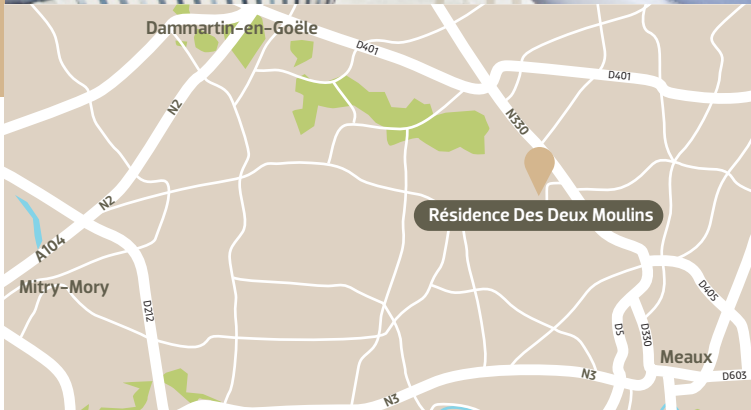 Dammartin-en-Goële
D401
D401
N2
N330
N2
Résidence Des Deux Moulins
A104
Mitry-Mory
D212
D405
D5
D330
Meaux
N3
D603
N3